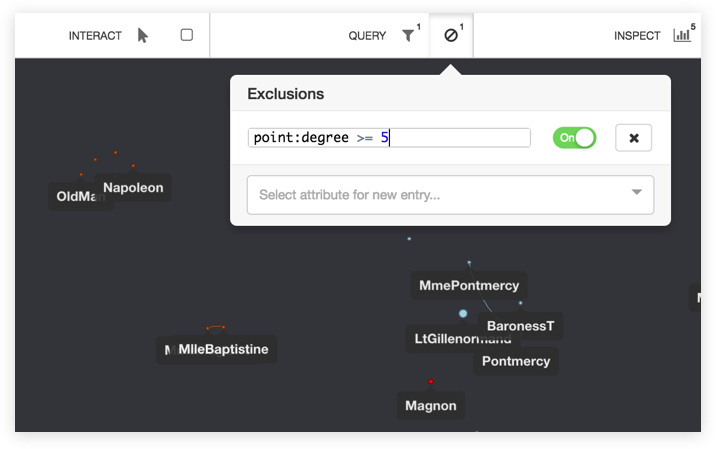 INTERACT QUERY 1 1 INSPECT 5
Exclusions
point:degree >= 5
On
Select attribute for new entry...
Napoleon
OldMan
MmePontmercy
BaronessT
LtGillenormand
MlleBaptistine
Pontmercy
Magnon